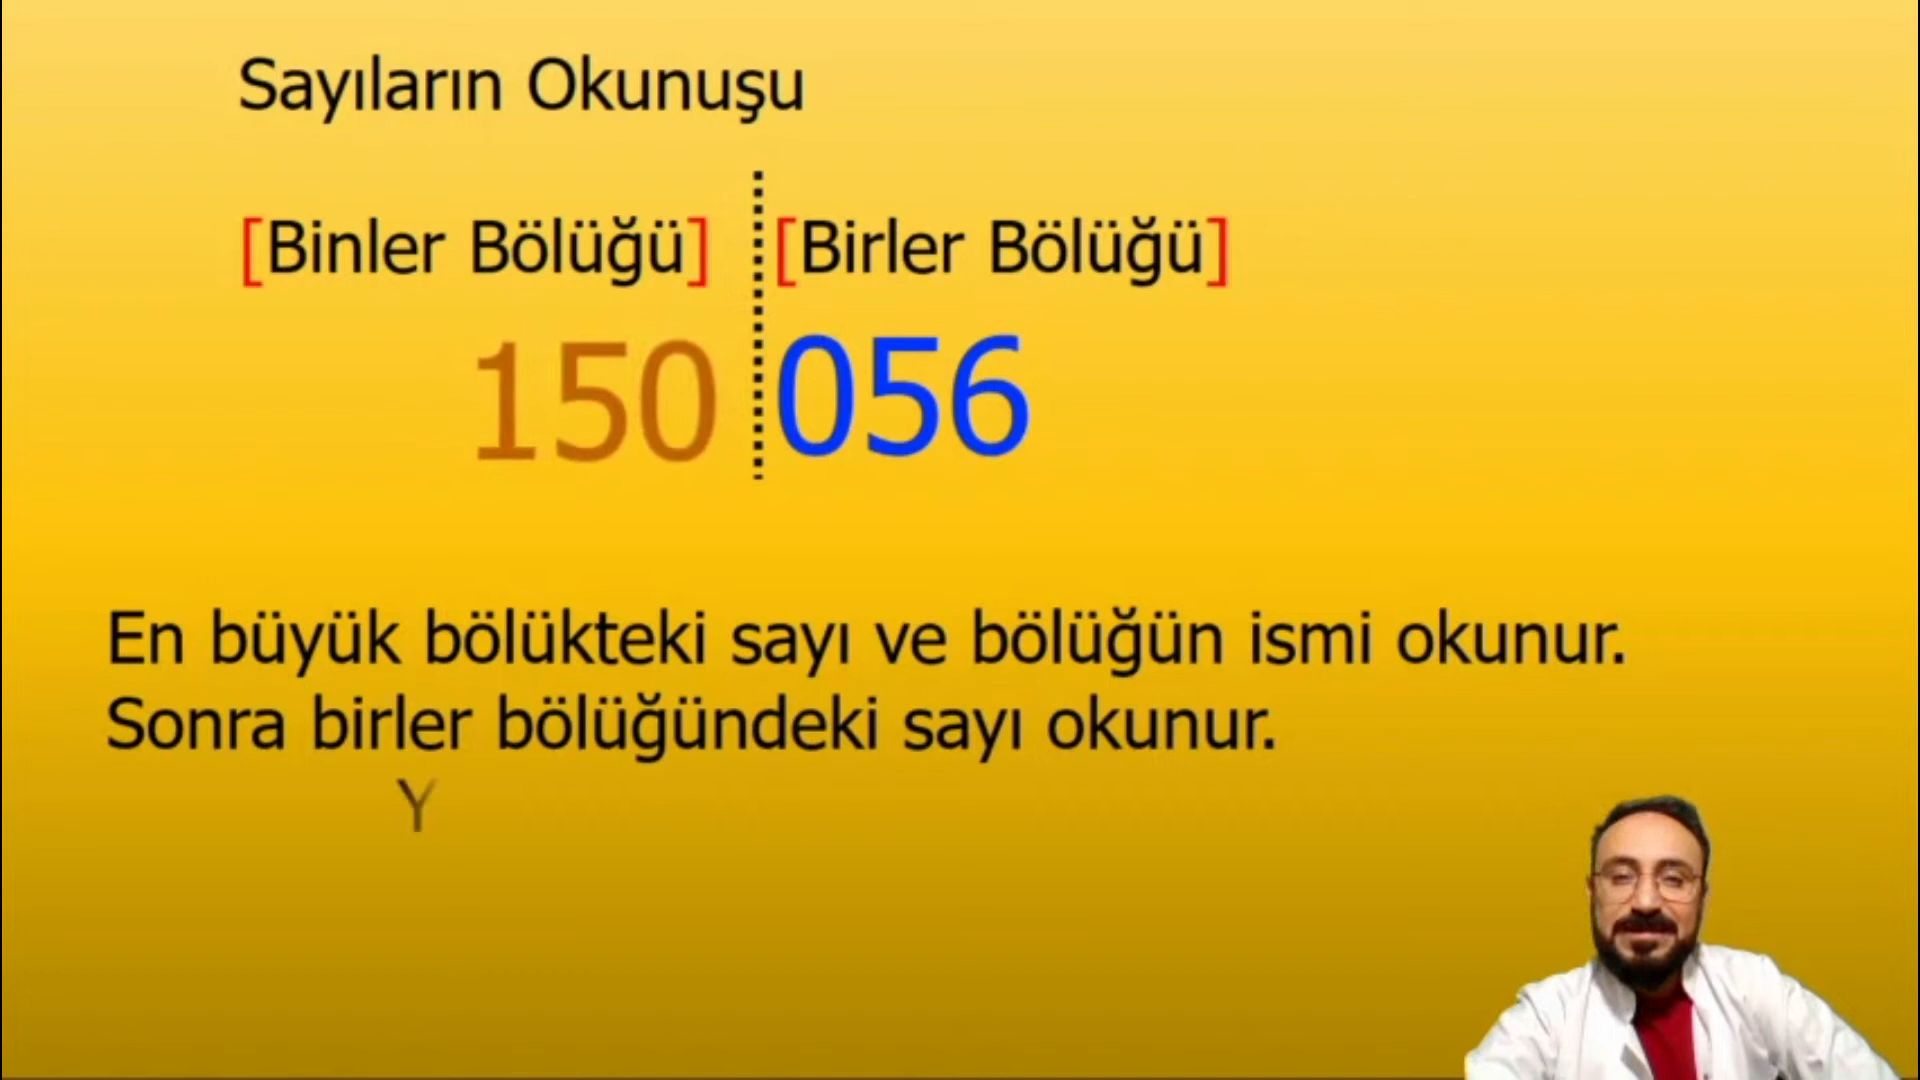 Sayıların Okunuşu
[Binler Bölüğü] [Birler Bölüğü]
150 056
En büyük bölükteki sayı ve bölüğün ismi okunur.
Sonra birler bölüğündeki sayı okunur.
Y